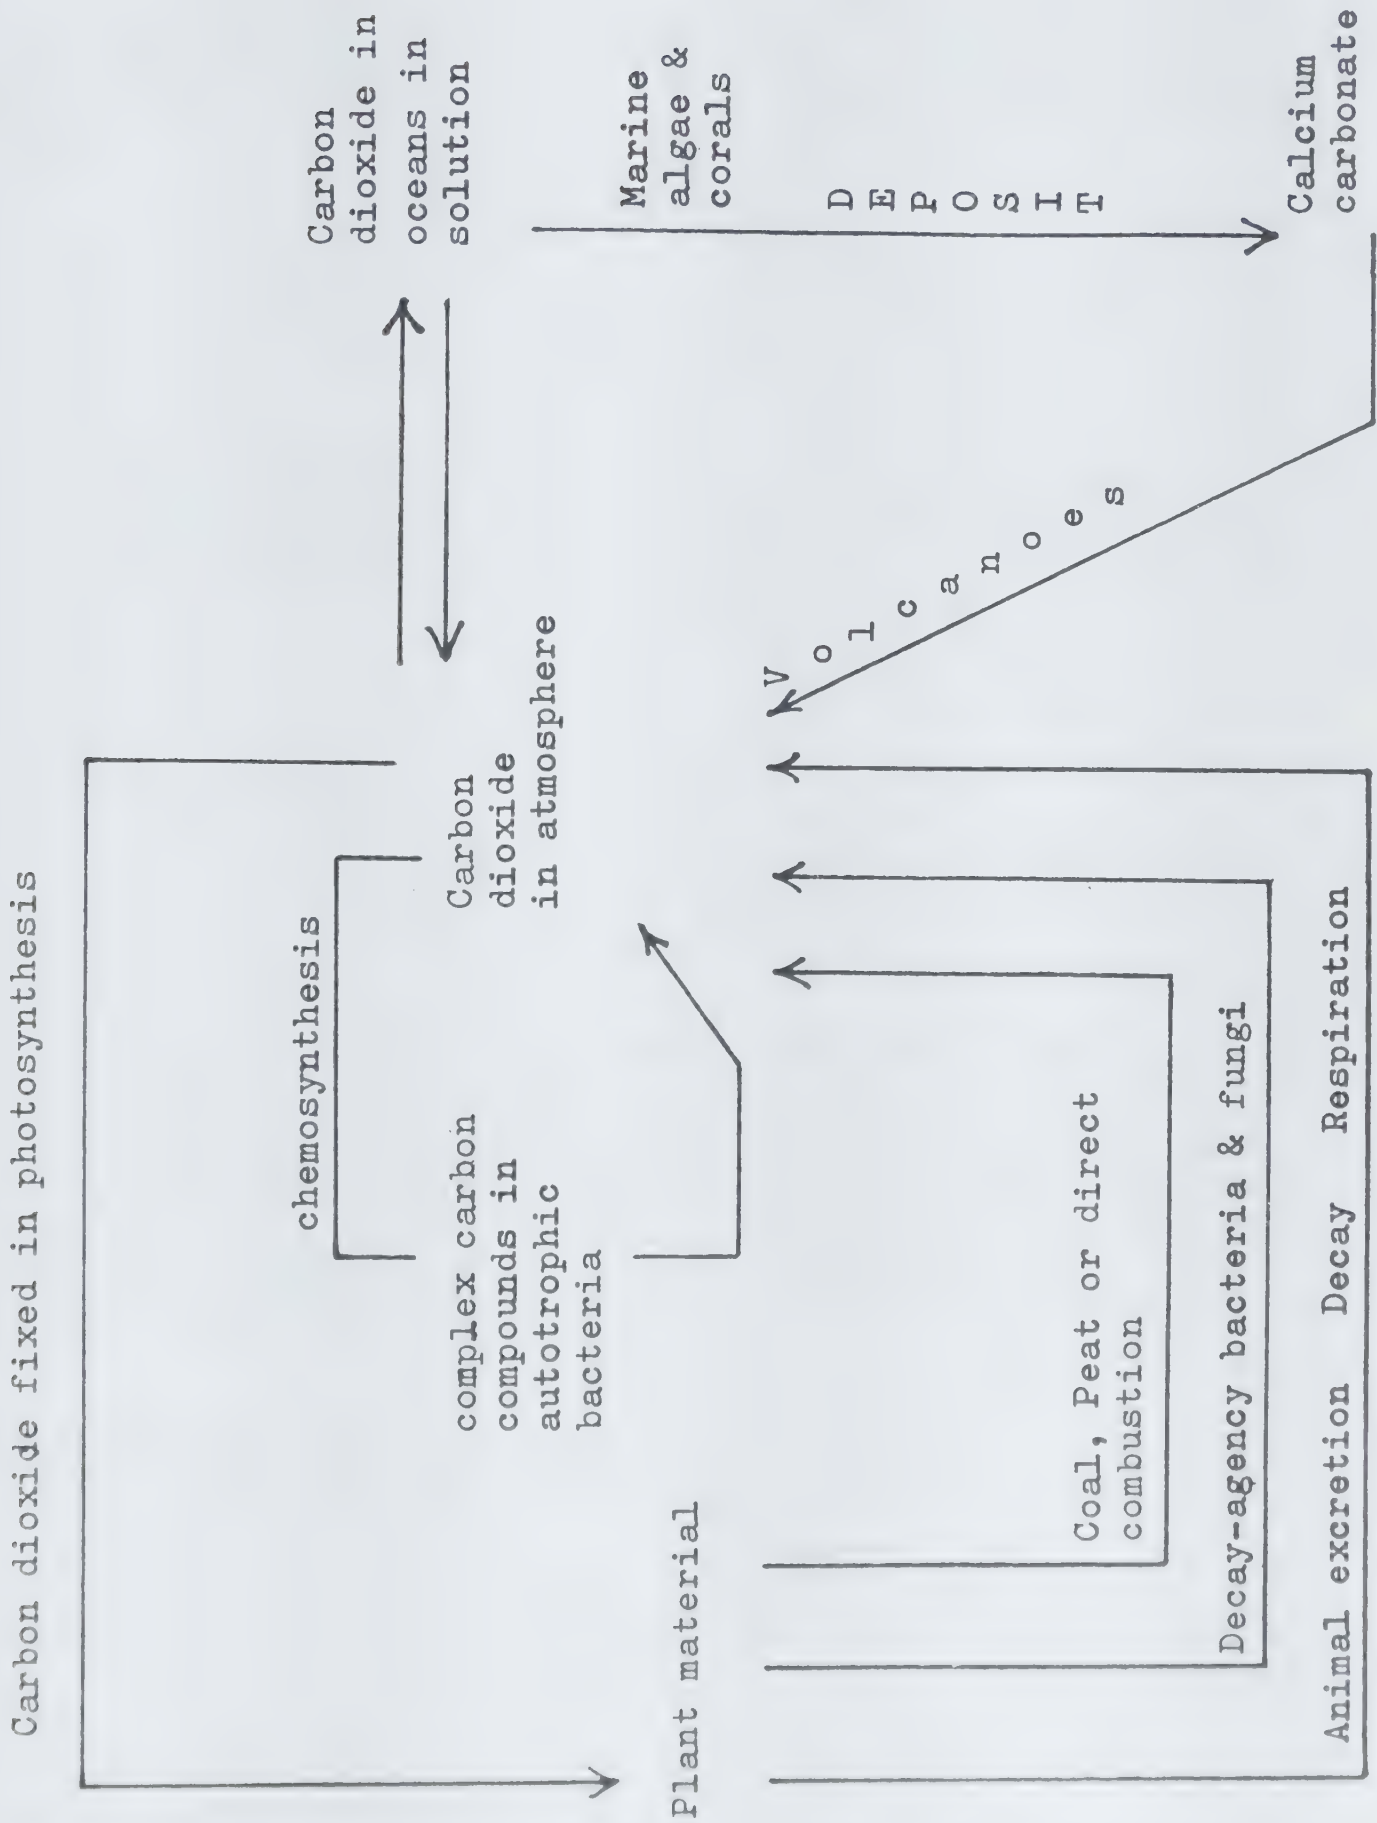 Carbon dioxide fixed in photosynthesis
chemosynthesis
Carbon
dioxide in
oceans in
solution
complex carbon
compounds in
autotrophic
bacteria
Carbon
dioxide
in atmosphere
Marine
algae &
corals
Plant material
DEPOSIT
Volcanoes
Coal, Peat or direct
combustion
Decay-agency bacteria & fungi
Calcium
carbonate
Animal excretion Decay Respiration